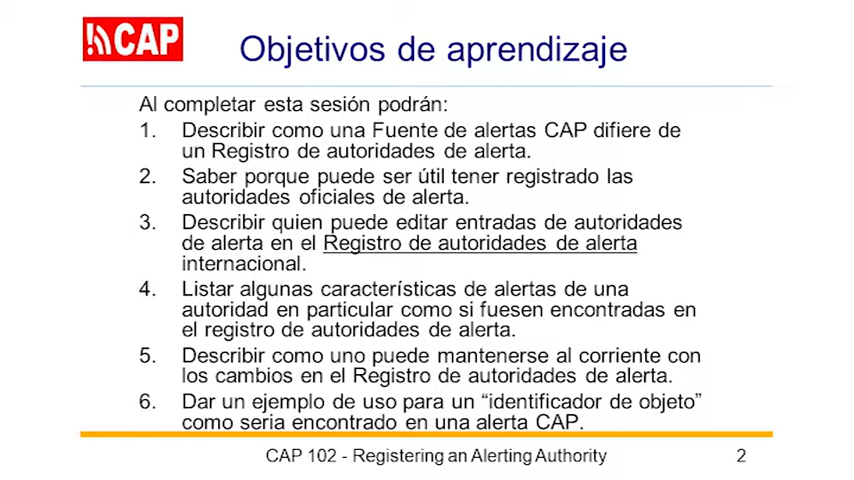 CAP
Objetivos de aprendizaje
Al completar esta sesión podrán:
1. Describir como una Fuente de alertas CAP difiere de
un Registro de autoridades de alerta.
2. Saber porque puede ser útil tener registrado las
autoridades oficiales de alerta.
3. Describir quien puede editar entradas de autoridades
de alerta en el Registro de autoridades de alerta
internacional.
4. Listar algunas características de alertas de una
autoridad en particular como si fuesen encontradas en
el registro de autoridades de alerta.
5. Describir como uno puede mantenerse al corriente con
los cambios en el Registro de autoridades de alerta.
6. Dar un ejemplo de uso para un “identificador de objeto”
como seria encontrado en una alerta CAP.
CAP 102 - Registering an Alerting Authority
2